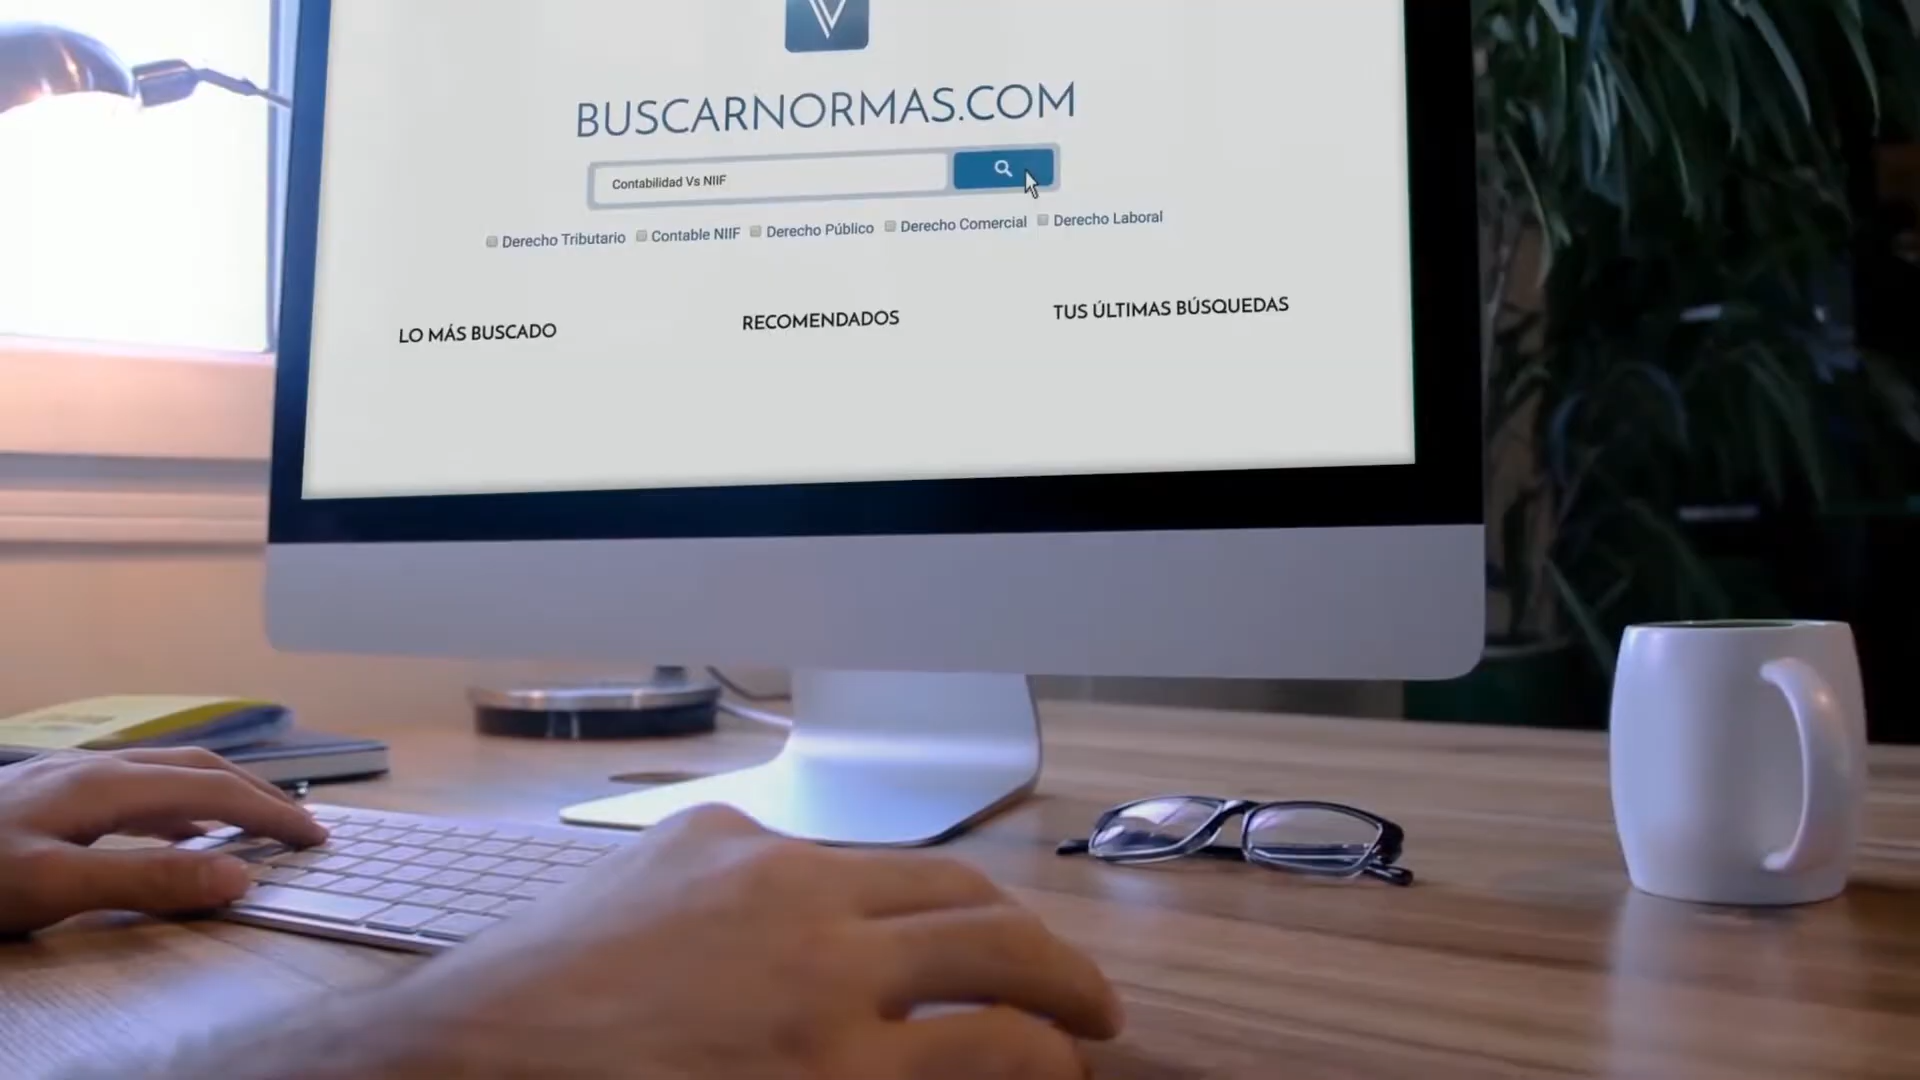 BUSCARNORMAS.COM
Contabilidad Vs NIIF
Derecho Tributario Contable NIIF Derecho Público Derecho Comercial Derecho Laboral
LO MÁS BUSCADO RECOMENDADOS TUS ÚLTIMAS BÚSQUEDAS